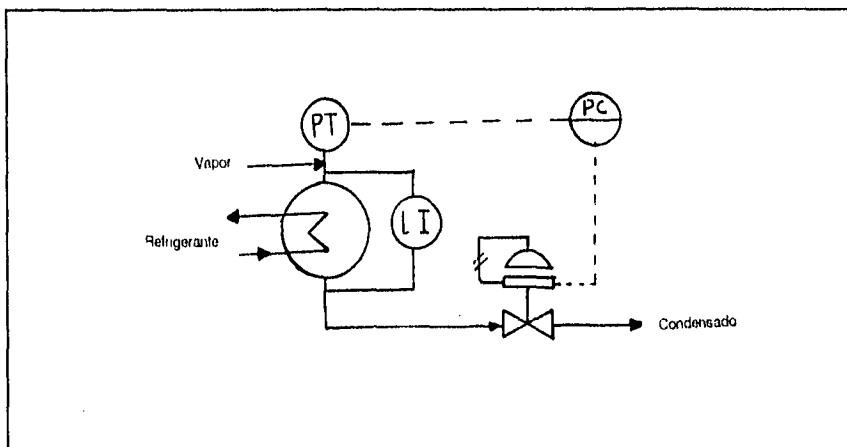 PT
PC
Vapor
LI
Refrigerante
Condensado